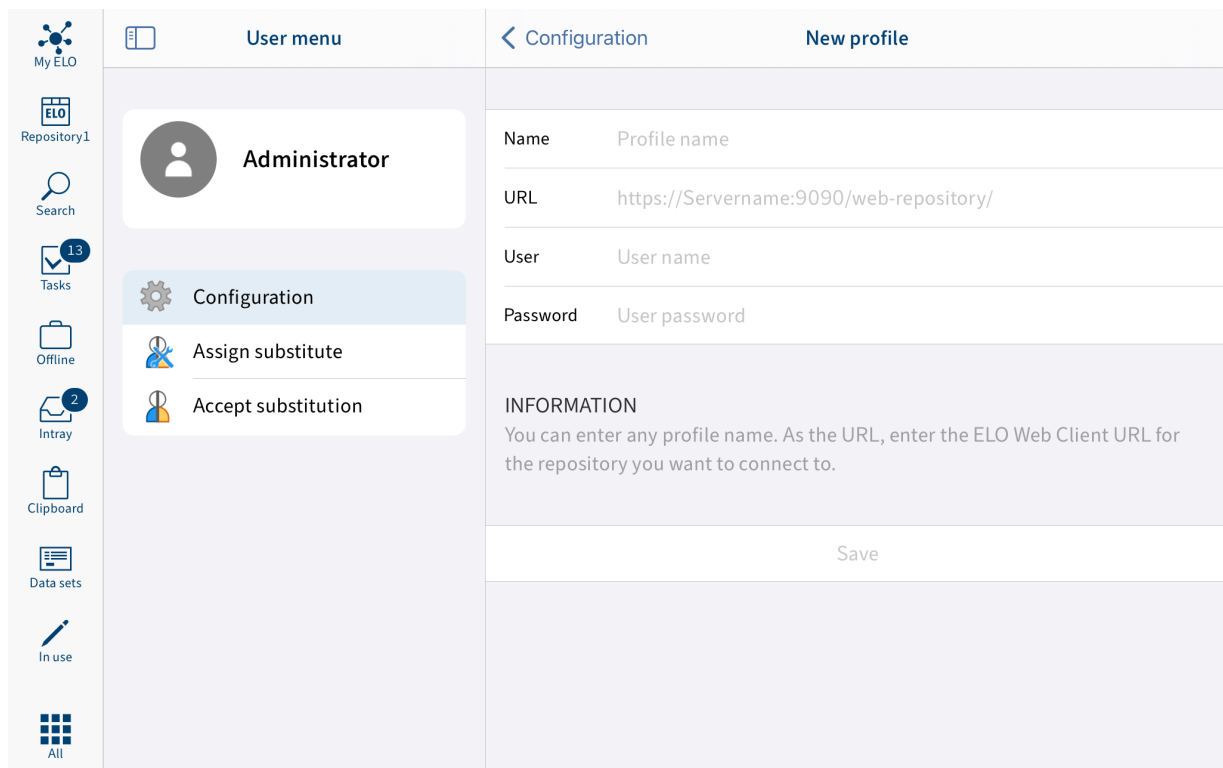 My ELO
ELO
Repository1
Search
13
Tasks
Offline
2
Intray
Clipboard
Data sets
In use
All
User menu
Administrator
Configuration
Assign substitute
Accept substitution
Configuration
New profile
Name Profile name
URL https://Servername:9090/web-repository/
User User name
Password User password
INFORMATION
You can enter any profile name. As the URL, enter the ELO Web Client URL for
the repository you want to connect to.
Save